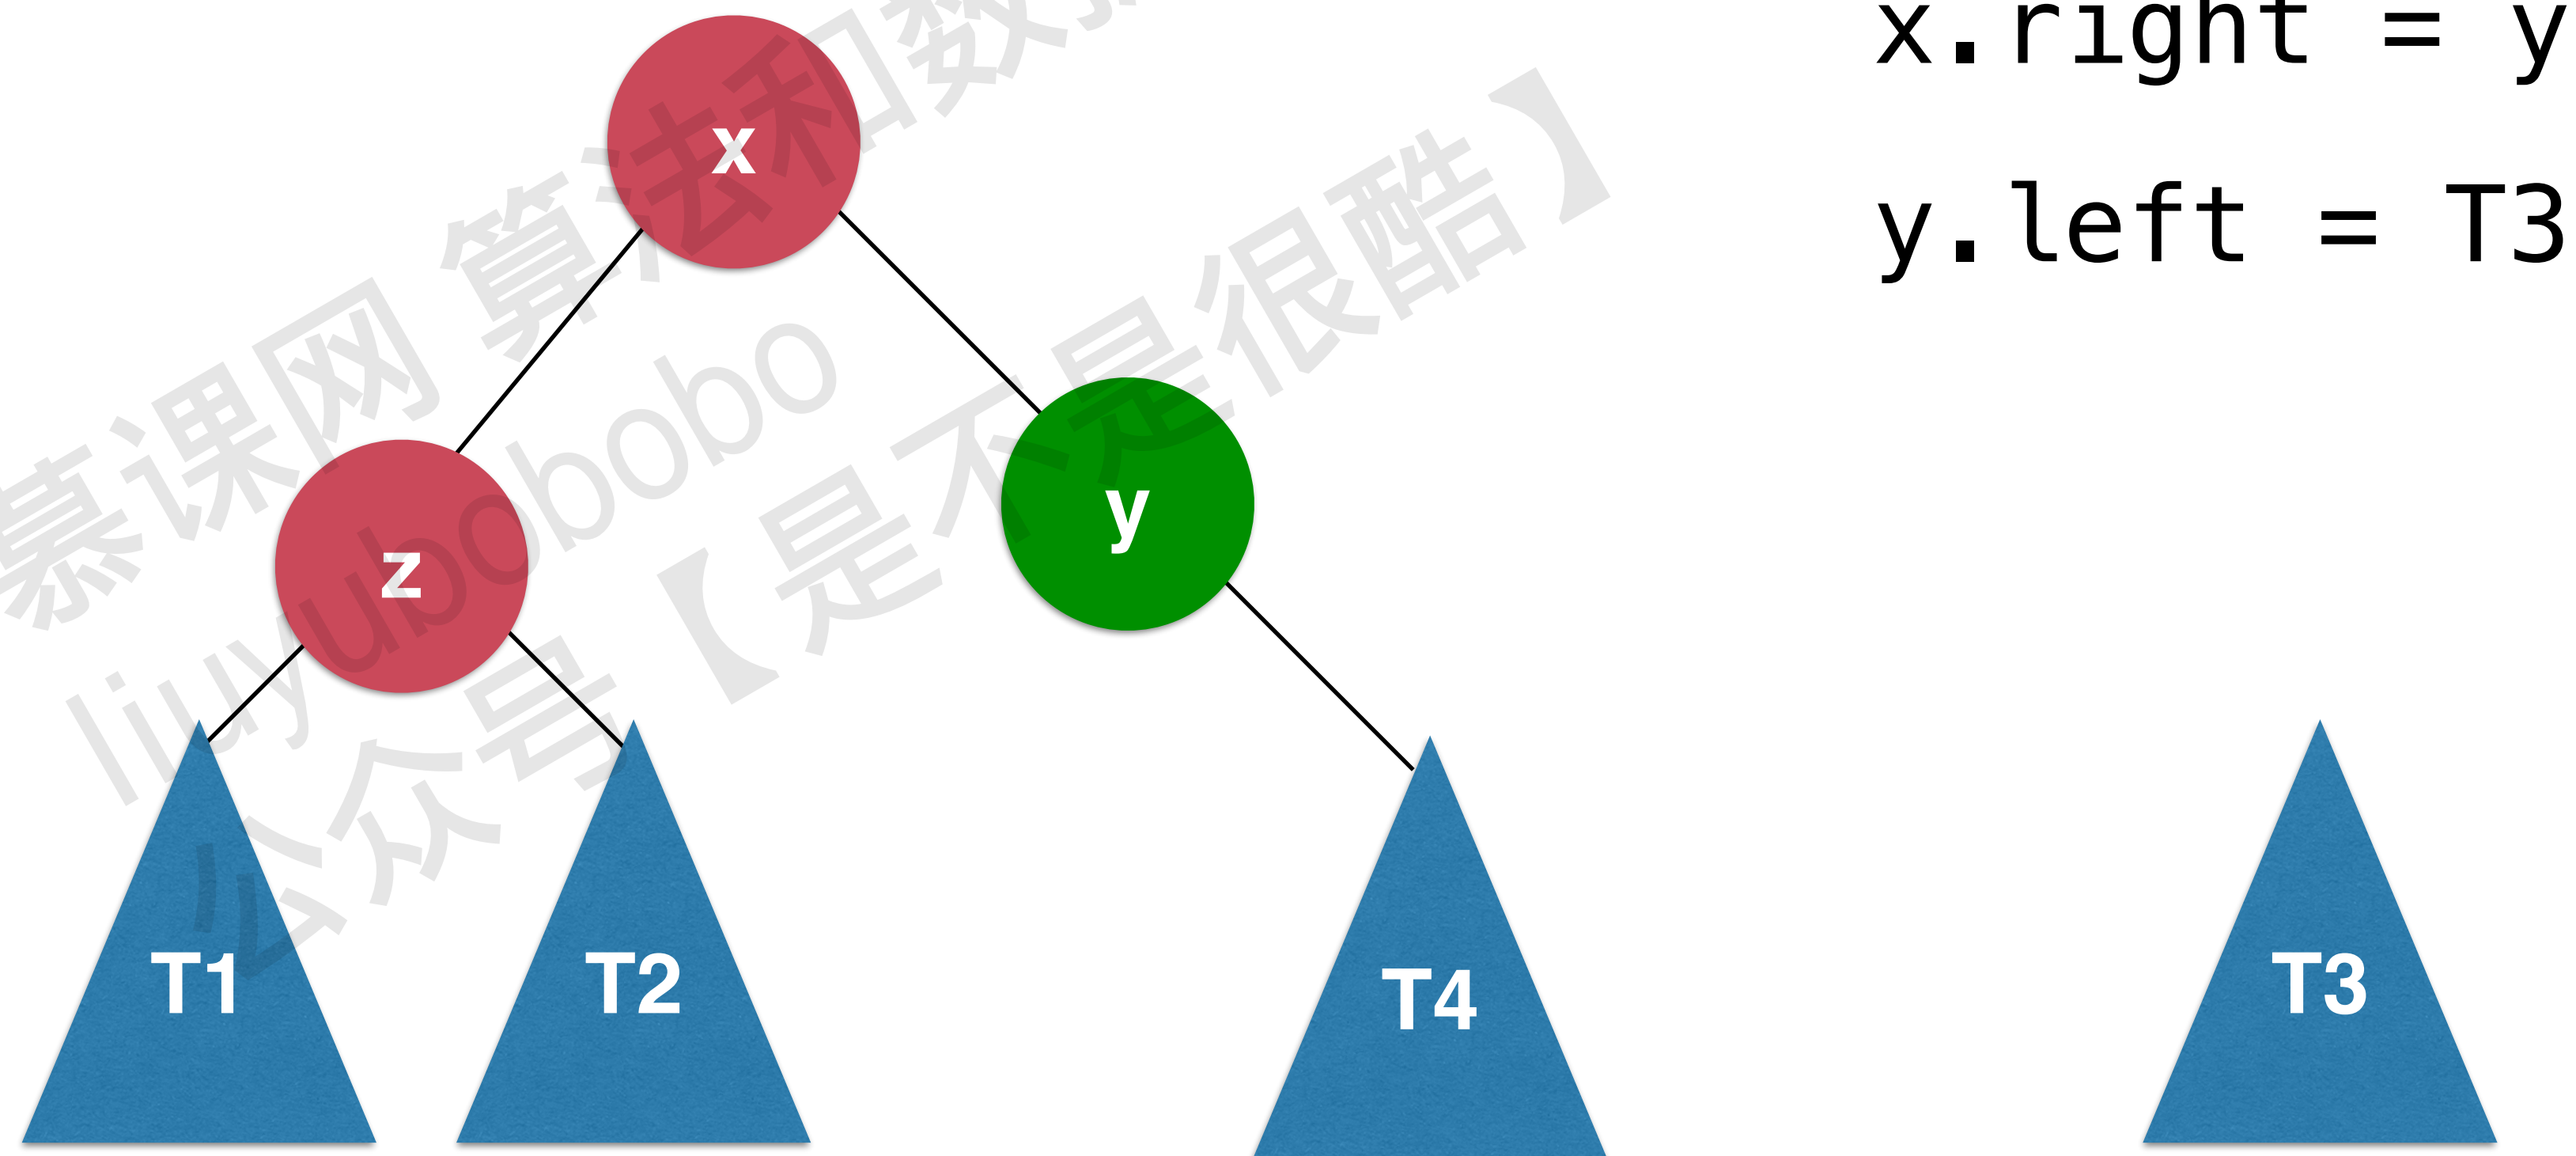 x.right = y
y.left = T3
x
y
z
T1
T2
T4
T3
慕课网 算法和数
liuyubobobo
公众号【是不是很酷】